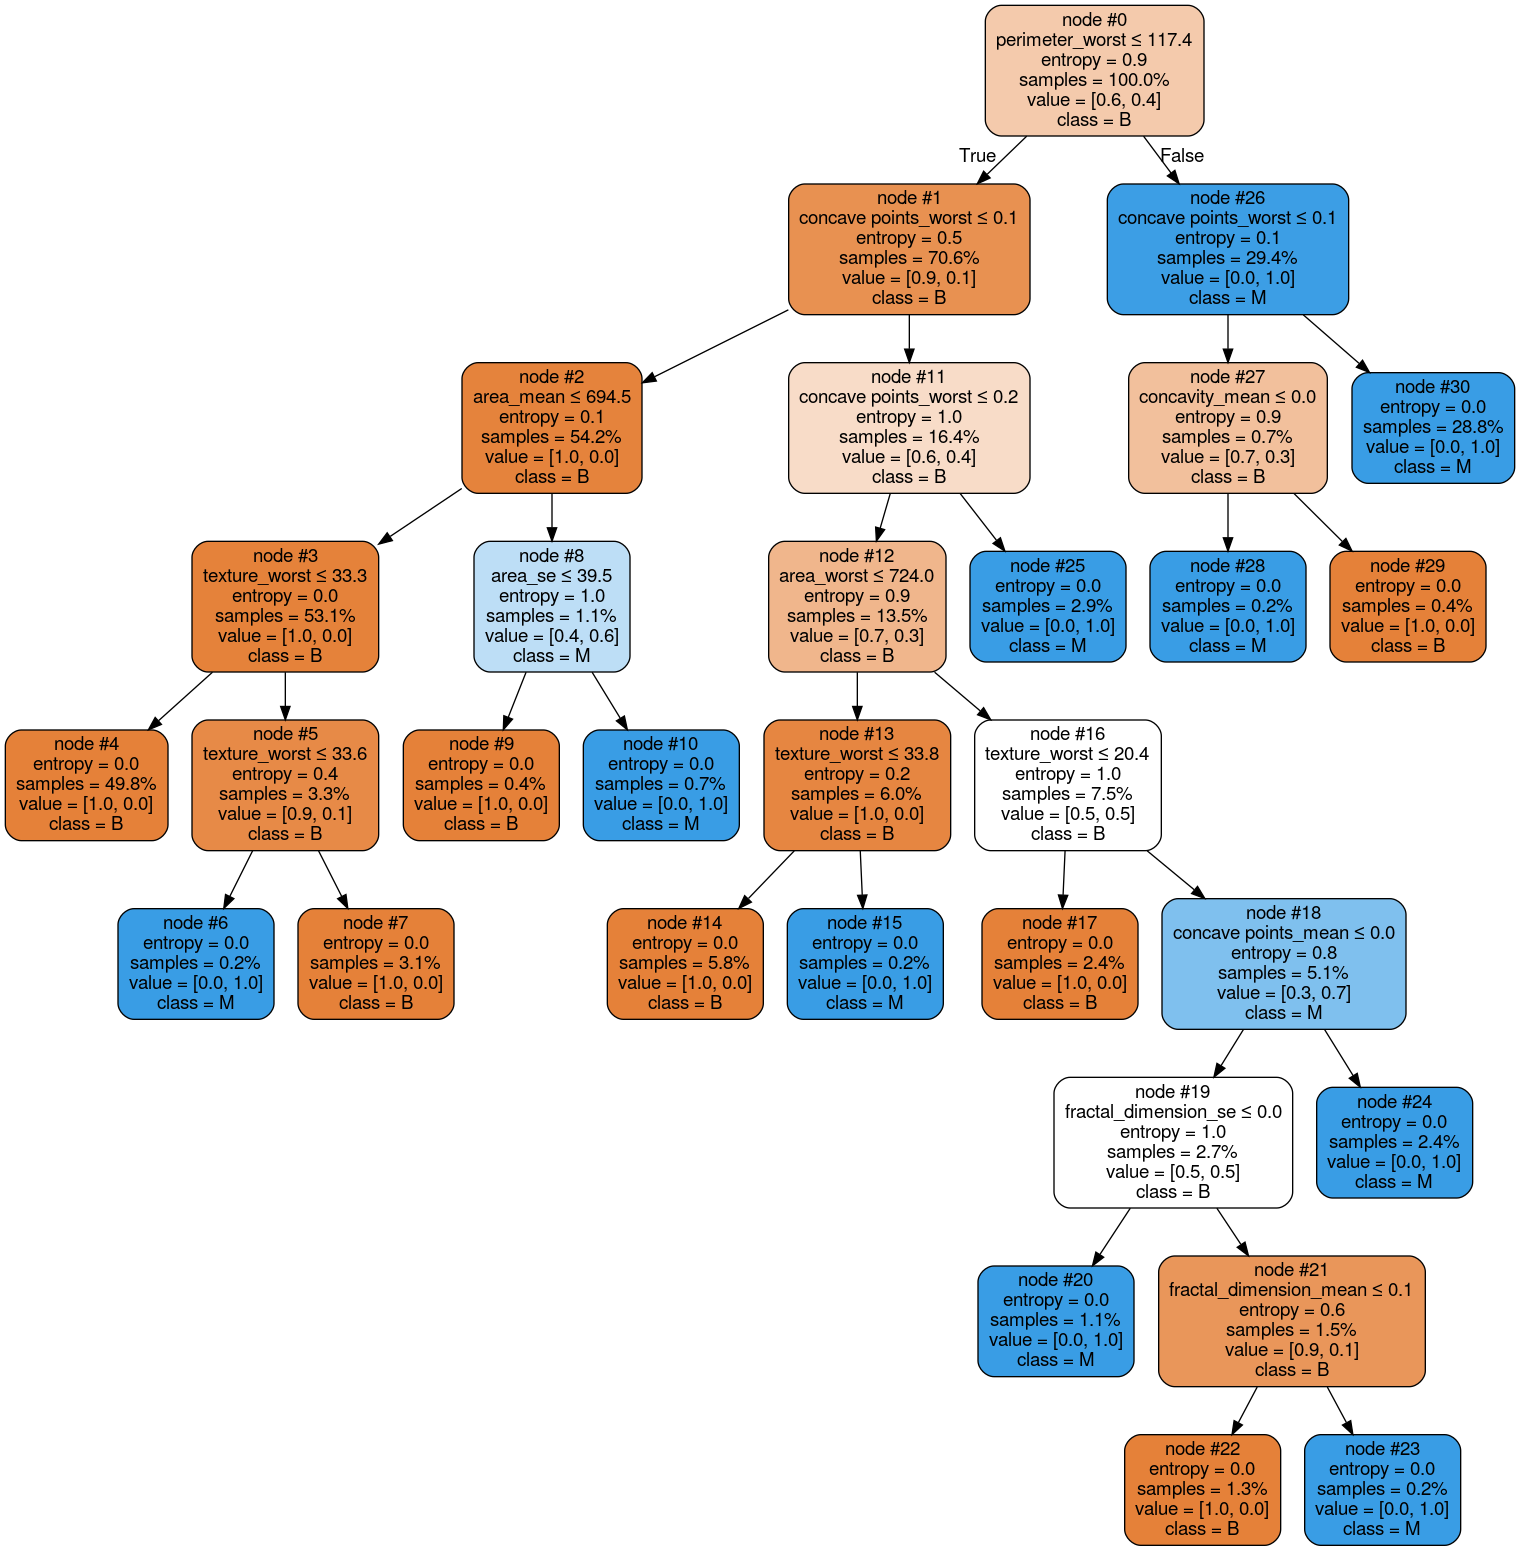 node #0
perimeter_worst ≤ 117.4
entropy = 0.9
samples = 100.0%
value = [0.6, 0.4]
class = B
True
False
node #1
concave points_worst ≤ 0.1
entropy = 0.5
samples = 70.6%
value = [0.9, 0.1]
class = B
node #26
concave points_worst ≤ 0.1
entropy = 0.1
samples = 29.4%
value = [0.0, 1.0]
class = M
node #2
area_mean ≤ 694.5
entropy = 0.1
samples = 54.2%
value = [1.0, 0.0]
class = B
node #11
concave points_worst ≤ 0.2
entropy = 1.0
samples = 16.4%
value = [0.6, 0.4]
class = B
node #27
concavity_mean ≤ 0.0
entropy = 0.9
samples = 0.7%
value = [0.7, 0.3]
class = B
node #30
entropy = 0.0
samples = 28.8%
value = [0.0, 1.0]
class = M
node #3
texture_worst ≤ 33.3
entropy = 0.0
samples = 53.1%
value = [1.0, 0.0]
class = B
node #8
area_se ≤ 39.5
entropy = 1.0
samples = 1.1%
value = [0.4, 0.6]
class = M
node #12
area_worst ≤ 724.0
entropy = 0.9
samples = 13.5%
value = [0.7, 0.3]
class = B
node #25
entropy = 0.0
samples = 2.9%
value = [0.0, 1.0]
class = M
node #28
entropy = 0.0
samples = 0.2%
value = [0.0, 1.0]
class = M
node #29
entropy = 0.0
samples = 0.4%
value = [1.0, 0.0]
class = B
node #4
entropy = 0.0
samples = 49.8%
value = [1.0, 0.0]
class = B
node #5
texture_worst ≤ 33.6
entropy = 0.4
samples = 3.3%
value = [0.9, 0.1]
class = B
node #9
entropy = 0.0
samples = 0.4%
value = [1.0, 0.0]
class = B
node #10
entropy = 0.0
samples = 0.7%
value = [0.0, 1.0]
class = M
node #13
texture_worst ≤ 33.8
entropy = 0.2
samples = 6.0%
value = [1.0, 0.0]
class = B
node #16
texture_worst ≤ 20.4
entropy = 1.0
samples = 7.5%
value = [0.5, 0.5]
class = B
node #6
entropy = 0.0
samples = 0.2%
value = [0.0, 1.0]
class = M
node #7
entropy = 0.0
samples = 3.1%
value = [1.0, 0.0]
class = B
node #14
entropy = 0.0
samples = 5.8%
value = [1.0, 0.0]
class = B
node #15
entropy = 0.0
samples = 0.2%
value = [0.0, 1.0]
class = M
node #17
entropy = 0.0
samples = 2.4%
value = [1.0, 0.0]
class = B
node #18
concave points_mean ≤ 0.0
entropy = 0.8
samples = 5.1%
value = [0.3, 0.7]
class = M
node #19
fractal_dimension_se ≤ 0.0
entropy = 1.0
samples = 2.7%
value = [0.5, 0.5]
class = B
node #24
entropy = 0.0
samples = 2.4%
value = [0.0, 1.0]
class = M
node #20
entropy = 0.0
samples = 1.1%
value = [0.0, 1.0]
class = M
node #21
fractal_dimension_mean ≤ 0.1
entropy = 0.6
samples = 1.5%
value = [0.9, 0.1]
class = B
node #22
entropy = 0.0
samples = 1.3%
value = [1.0, 0.0]
class = B
node #23
entropy = 0.0
samples = 0.2%
value = [0.0, 1.0]
class = M